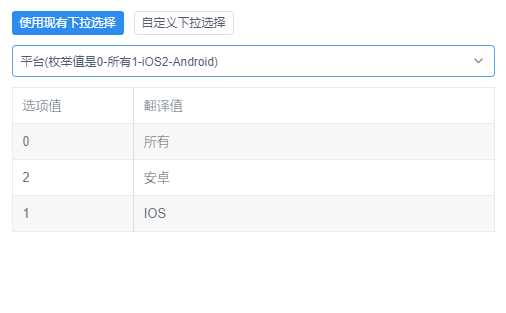 使用现有下拉选择 自定义下拉选择
平台(枚举值是0-所有1-iOS2-Android)
选项值 翻译值
0 所有
2 安卓
1 IOS